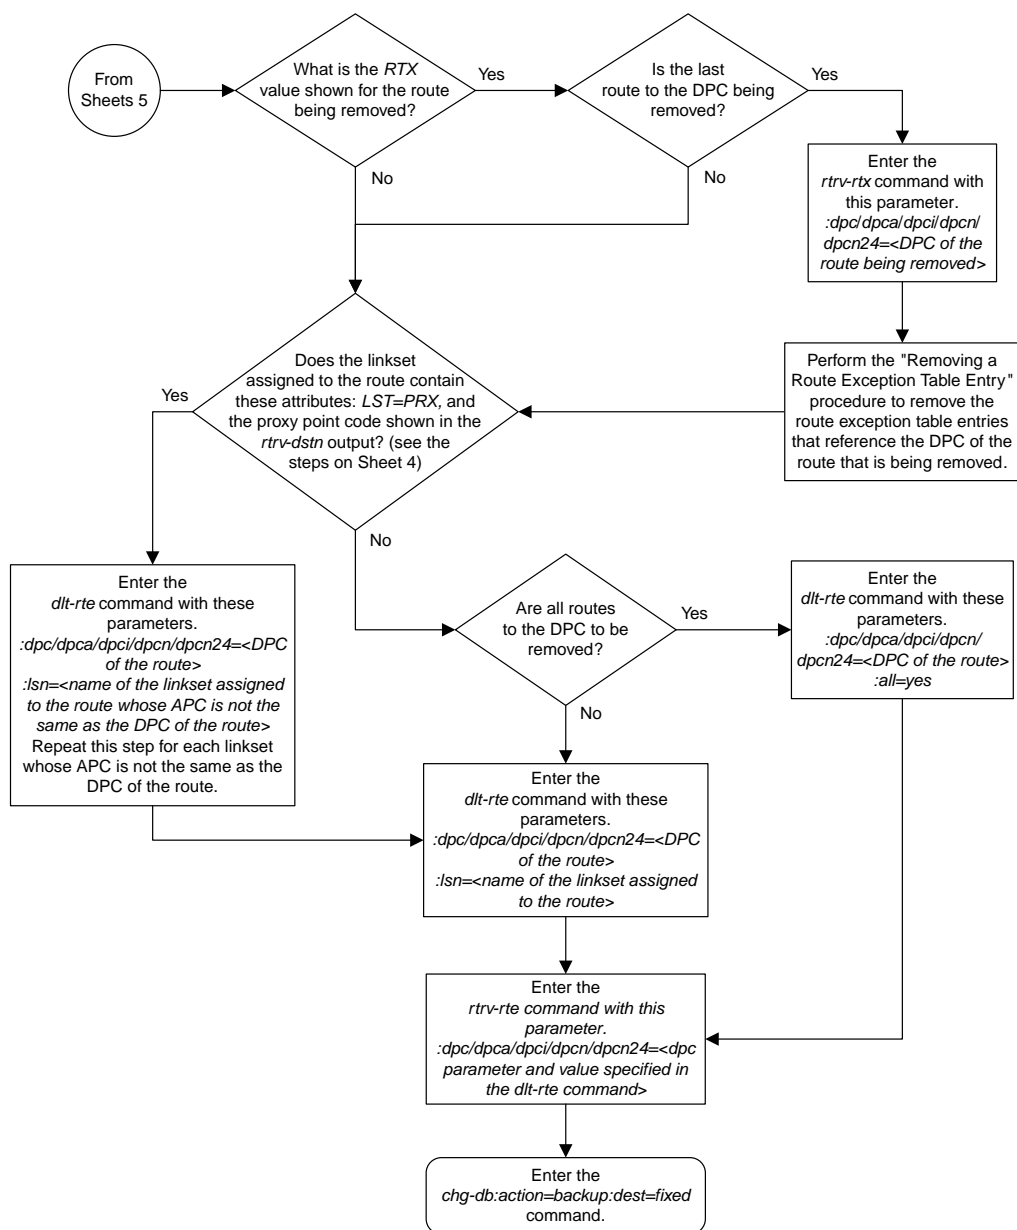 From
Sheets 5
What is the RTX
value shown for the route
being removed?
Yes
No
Is the last
route to the DPC being
removed?
Yes
No
Enter the
rtrv-rtx command with
this parameter.
:dpc/dpca/dpci/dpcn/
dpcn24=<DPC of the
route being removed>
Perform the "Removing a
Route Exception Table Entry"
procedure to remove the
route exception table entries
that reference the DPC of the
route that is being removed.
Does the linkset
assigned to the route contain
these attributes: LST=PRX, and
the proxy point code shown in the
rtrv-dstn output? (see the
steps on Sheet 4)
Yes
No
Enter the
dlt-rte command with these
parameters.
:dpc/dpca/dpci/dpcn/dpcn24=<DPC
of the route>
:lsn=<name of the linkset assigned
to the route whose APC is not the
same as the DPC of the route>
Repeat this step for each linkset
whose APC is not the same as the
DPC of the route.
Are all routes
to the DPC to be
removed?
Yes
No
Enter the
dlt-rte command with these
parameters.
:dpc/dpca/dpci/dpcn/
dpcn24=<DPC of the route>
:all=yes
Enter the
dlt-rte command with these
parameters.
:dpc/dpca/dpci/dpcn/dpcn24=<DPC
of the route>
:lsn=<name of the linkset assigned
to the route>
Enter the
rtrv-rte command with this
parameter.
:dpc/dpca/dpci/dpcn/dpcn24=<dpc
parameter and value specified in
the dlt-rte command>
Enter the
chg-db:action=backup:dest=fixed
command.